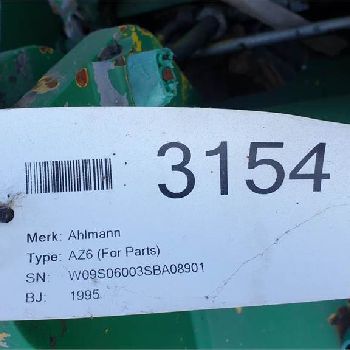 3154
Merk: Ahlmann
Type: AZ6 (For Parts)
SN: W09S06003SBA08901
BJ: 1995